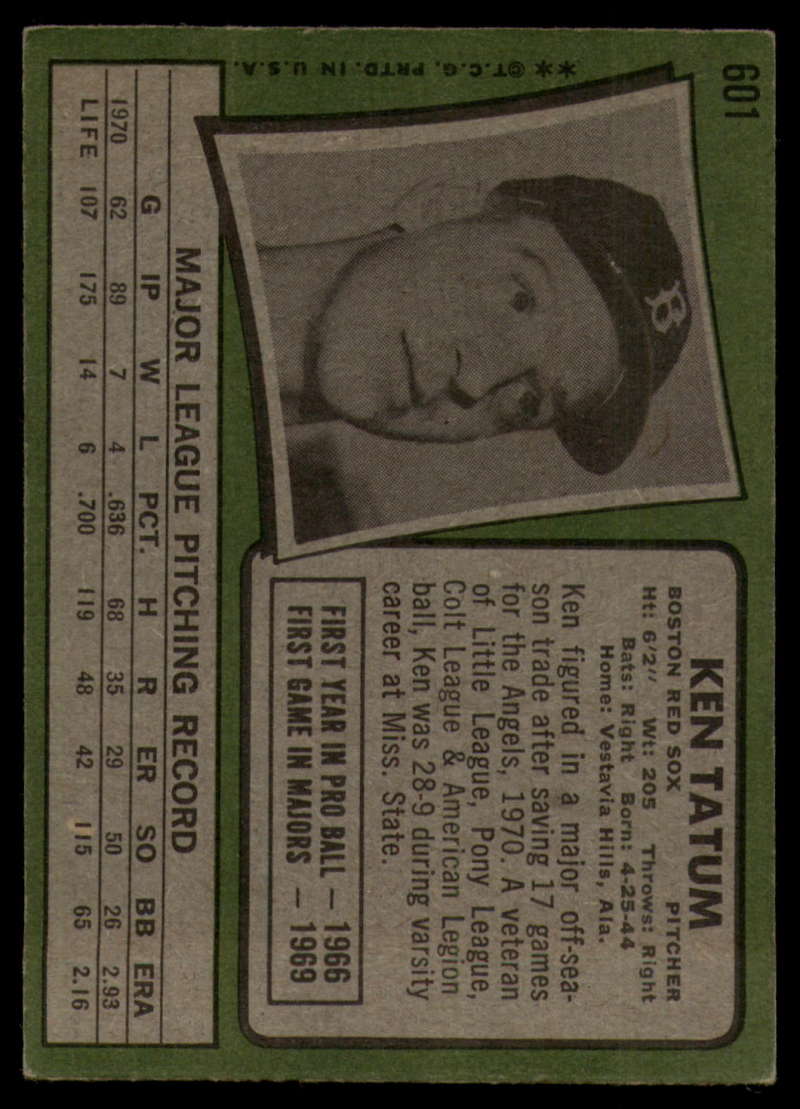 601
**©T.C.G. PRTD. IN U.S.A.
B
KEN TATUM
BOSTON RED SOX PITCHER
Ht: 6'2" Wt: 205 Throws: Right
Bats: Right Born: 4-25-44
Home: Vestavia Hills, Ala.
Ken figured in a major off-sea-
son trade after saving 17 games
for the Angels, 1970. A veteran
of Little League, Pony League,
Colt League & American Legion
ball, Ken was 28-9 during varsity
career at Miss. State.
FIRST YEAR IN PRO BALL — 1966
FIRST GAME IN MAJORS — 1969
MAJOR LEAGUE PITCHING RECORD
G IP W L PCT. H R ER SO BB ERA
1970 62 89 7 4 .636 68 35 29 50 26 2.93
LIFE 107 175 14 6 .700 119 48 42 115 65 2.16